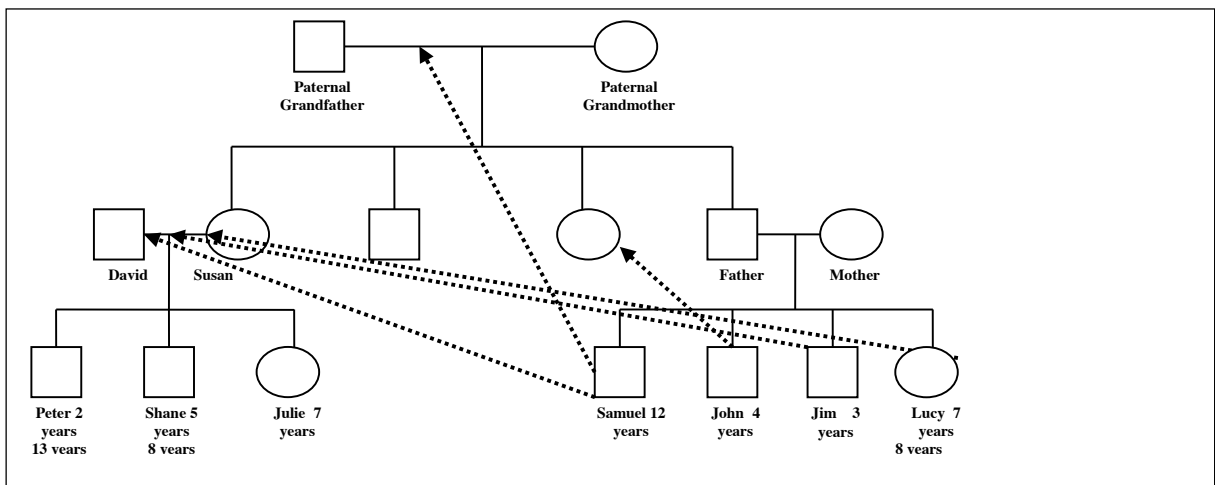 Paternal
Grandfather
Paternal
Grandmother
David
Susan
Father
Mother
Peter 2
years
13 years
Shane 5
years
8 years
Julie 7
years
Samuel 12
years
John 4
years
Jim 3
years
Lucy 7
years
8 years